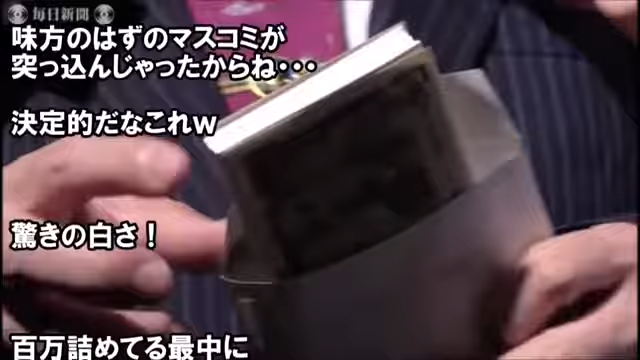 毎日新聞
味方のはずのマスコミが
突っ込んじゃったからね･･･
決定的だなこれｗ
驚きの白さ！
百万詰めてる最中に